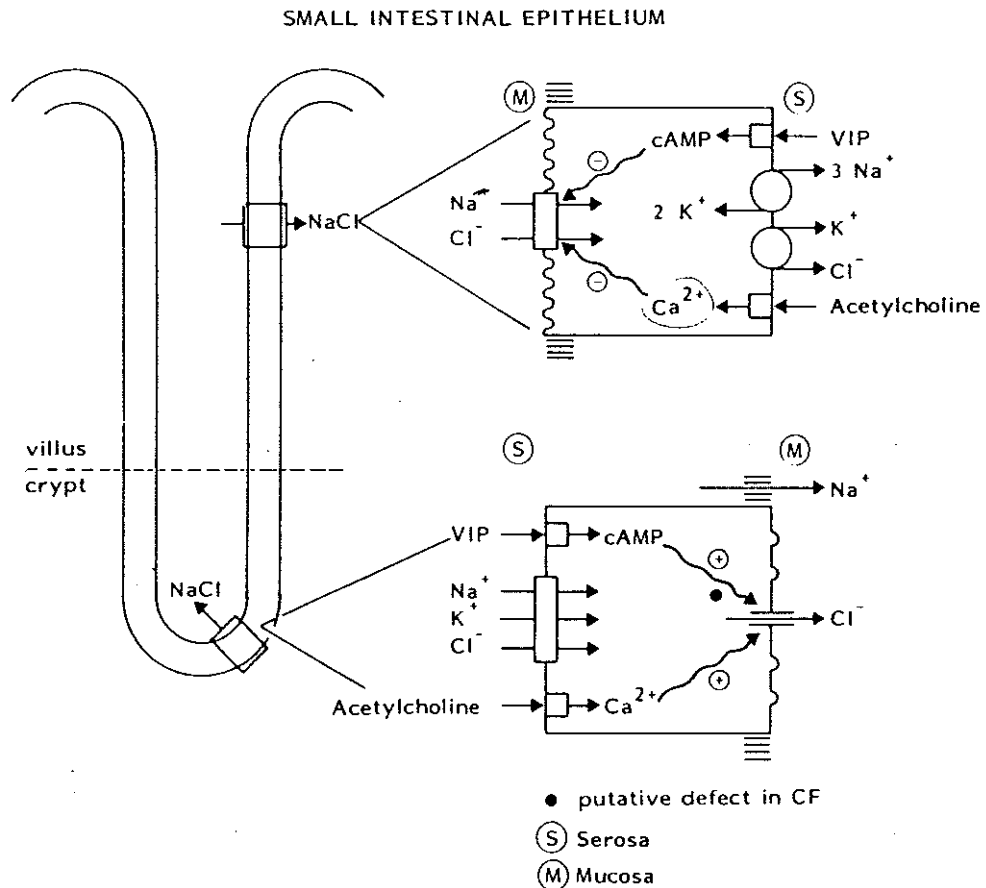 SMALL INTESTINAL EPITHELIUM
M
S
cAMP
VIP
3 Na⁺
Na⁺
2 K⁺
K⁺
NaCl
Cl⁻
Cl⁻
Ca²⁺
Acetylcholine
villus
crypt
S
M
Na⁺
VIP
cAMP
Na⁺
K⁺
Cl⁻
Cl⁻
NaCl
Acetylcholine
Ca²⁺
● putative defect in CF
Ⓢ Serosa
Ⓜ Mucosa